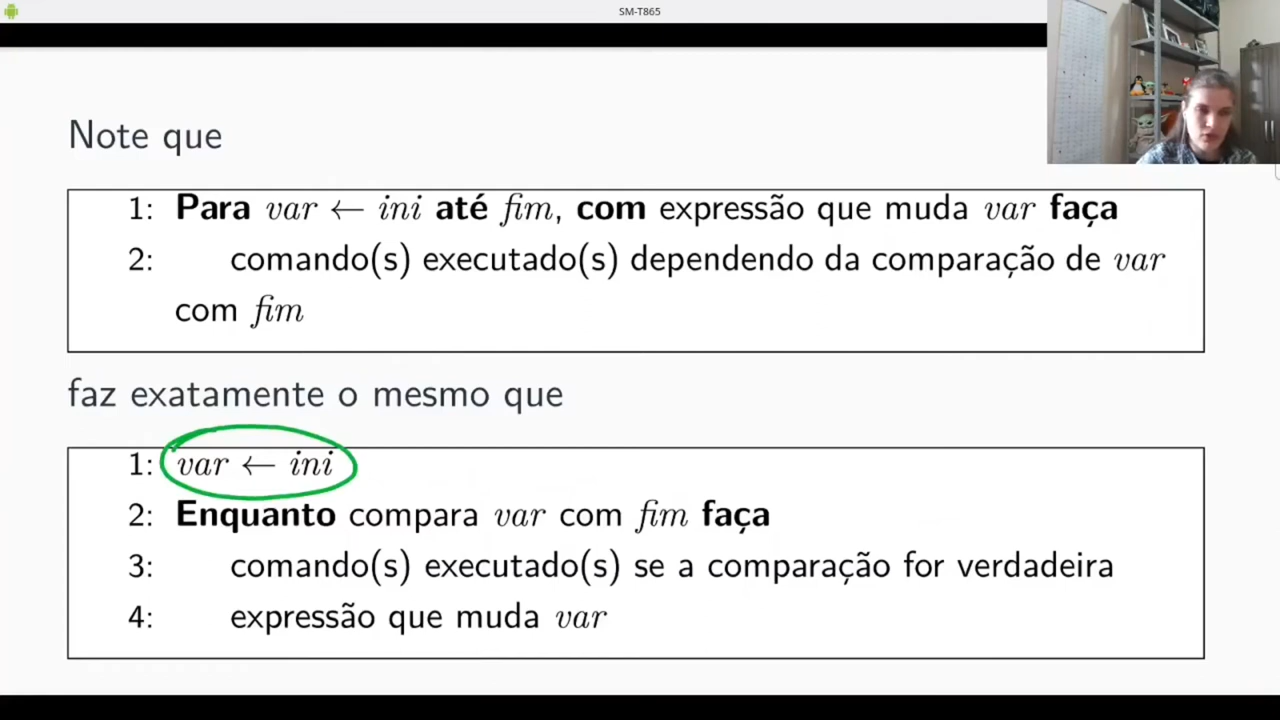 SM-T865
Note que
1: Para var ← ini até fim, com expressão que muda var faça
2: comando(s) executado(s) dependendo da comparação de var
com fim
faz exatamente o mesmo que
1: var ← ini
2: Enquanto compara var com fim faça
3: comando(s) executado(s) se a comparação for verdadeira
4: expressão que muda var